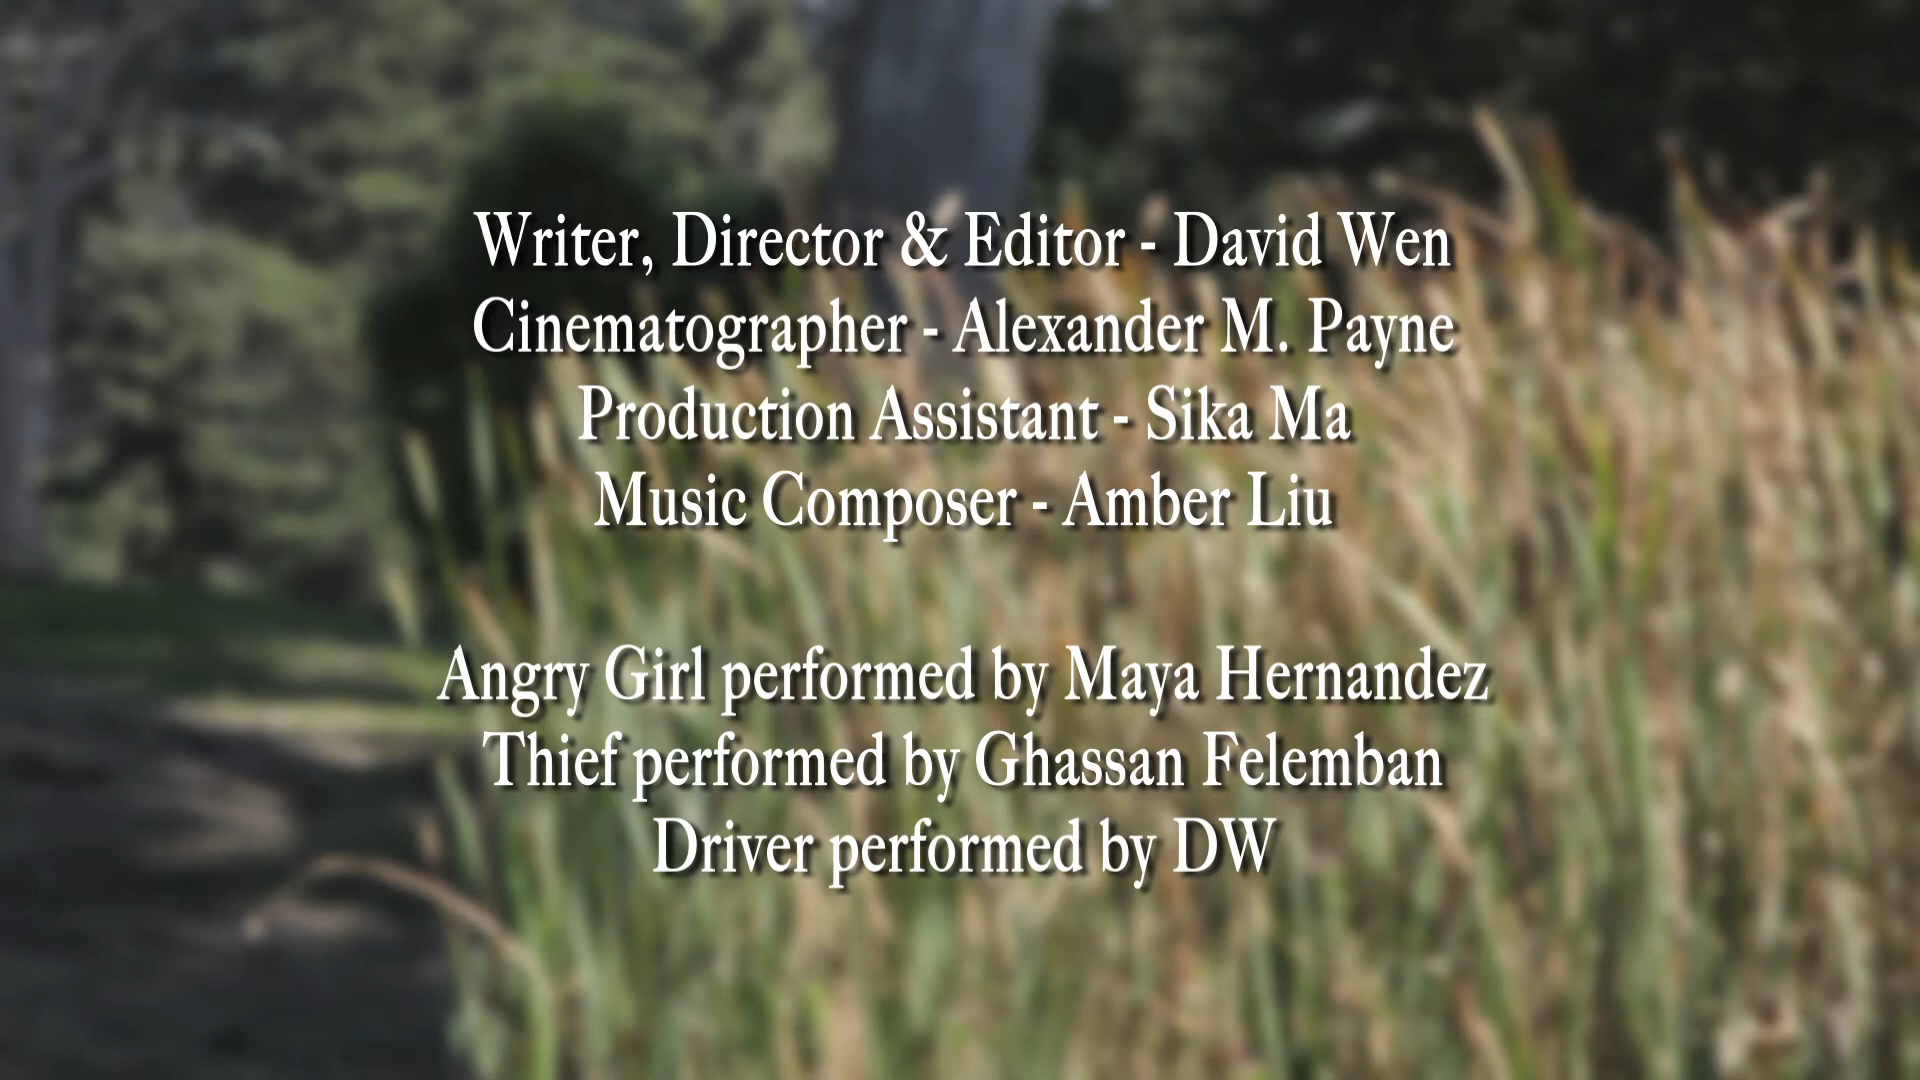 Writer, Director & Editor - David Wen
Cinematographer - Alexander M. Payne
Production Assistant - Sika Ma
Music Composer - Amber Liu
Angry Girl performed by Maya Hernandez
Thief performed by Ghassan Felemban
Driver performed by DW